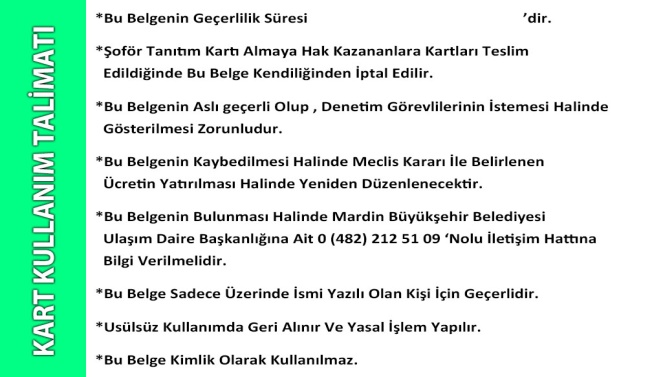 KART KULLANIM TALİMATI
*Bu Belgenin Geçerlilik Süresi ’dir.
*Şoför Tanıtım Kartı Almaya Hak Kazananlara Kartları Teslim
Edildiğinde Bu Belge Kendiliğinden İptal Edilir.
*Bu Belgenin Aslı geçerli Olup , Denetim Görevlilerinin İstemesi Halinde
Gösterilmesi Zorunludur.
*Bu Belgenin Kaybedilmesi Halinde Meclis Kararı İle Belirlenen
Ücretin Yatırılması Halinde Yeniden Düzenlenecektir.
*Bu Belgenin Bulunması Halinde Mardin Büyükşehir Belediyesi
Ulaşım Daire Başkanlığına Ait 0 (482) 212 51 09 ‘Nolu İletişim Hattına
Bilgi Verilmelidir.
*Bu Belge Sadece Üzerinde İsmi Yazılı Olan Kişi İçin Geçerlidir.
*Usülsüz Kullanımda Geri Alınır Ve Yasal İşlem Yapılır.
*Bu Belge Kimlik Olarak Kullanılmaz.